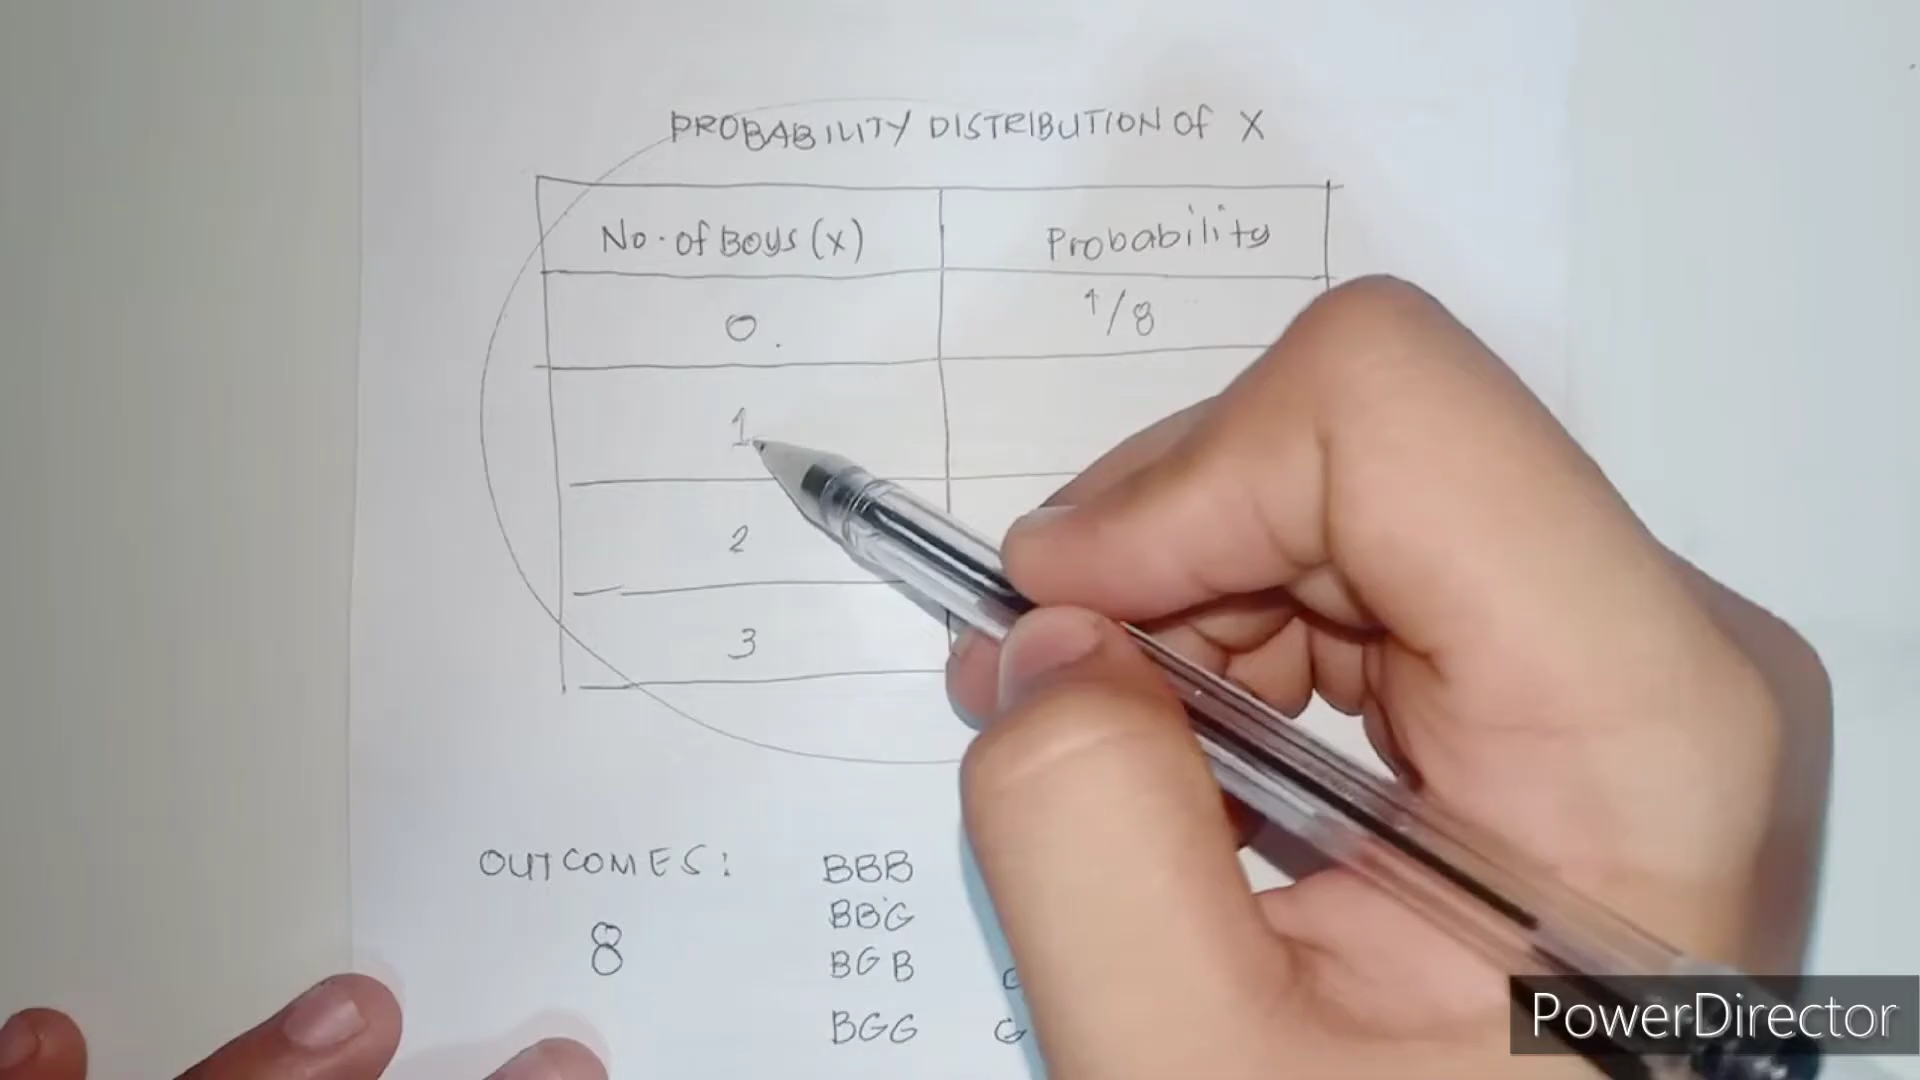 PROBABILITY DISTRIBUTION Of X
No. of Boys (X) Probability
0 1/8
1
2
3
OUTCOMES: BBB
8 BBG
BGB G
BGG G
PowerDirector